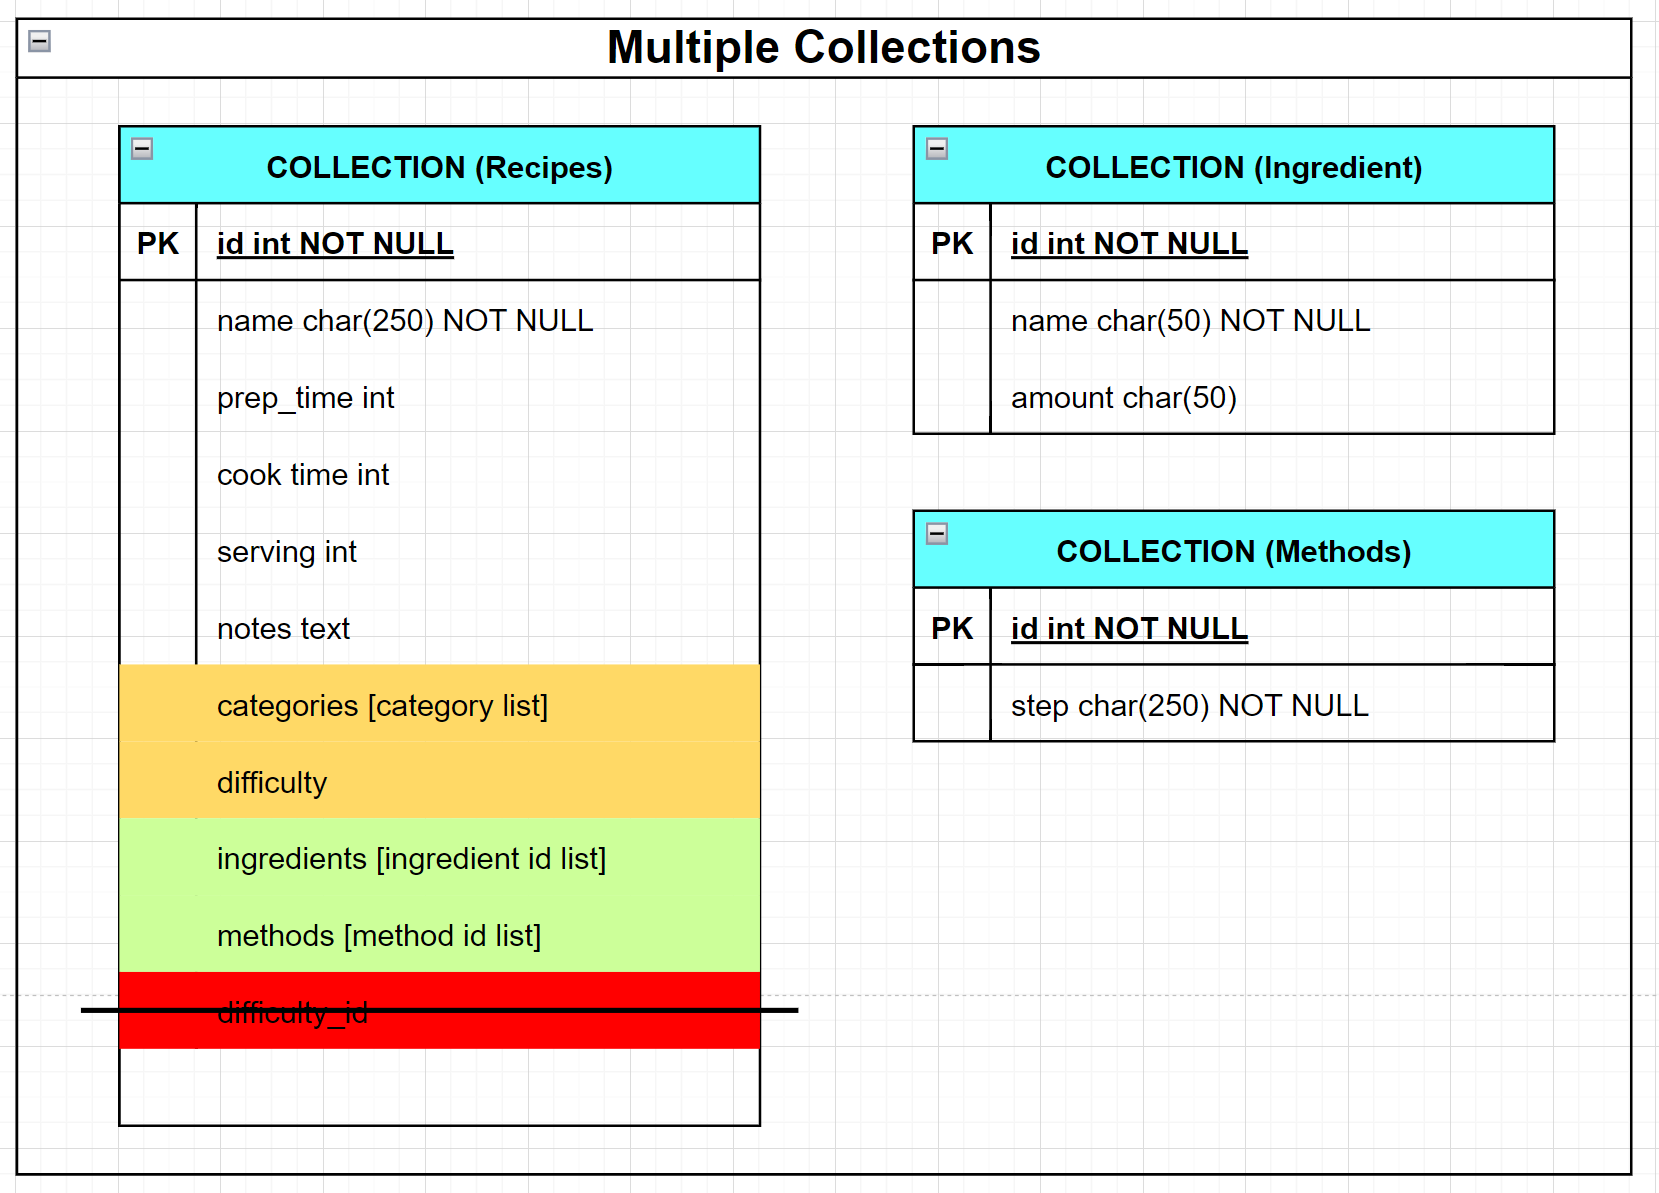 Multiple Collections
COLLECTION (Recipes)
PK id int NOT NULL
name char(250) NOT NULL
prep_time int
cook time int
serving int
notes text
categories [category list]
difficulty
ingredients [ingredient id list]
methods [method id list]
difficulty_id
COLLECTION (Ingredient)
PK id int NOT NULL
name char(50) NOT NULL
amount char(50)
COLLECTION (Methods)
PK id int NOT NULL
step char(250) NOT NULL